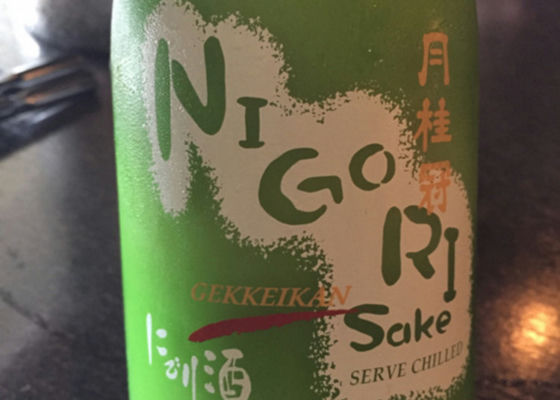 NIGORI
Sake
月桂冠
GEKKEIKAN
にごり酒
SERVE CHILLED